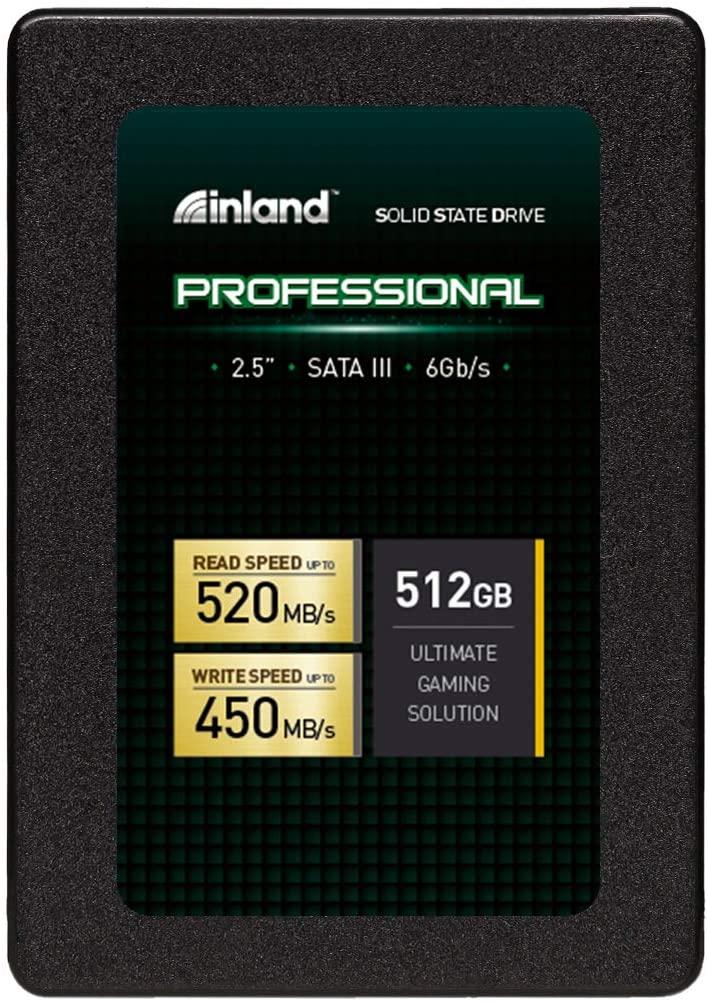 inland™
SOLID STATE DRIVE
PROFESSIONAL
• 2.5" • SATA III • 6Gb/s •
READ SPEED UP TO
520 MB/s
WRITE SPEED UP TO
450 MB/s
512GB
ULTIMATE
GAMING
SOLUTION